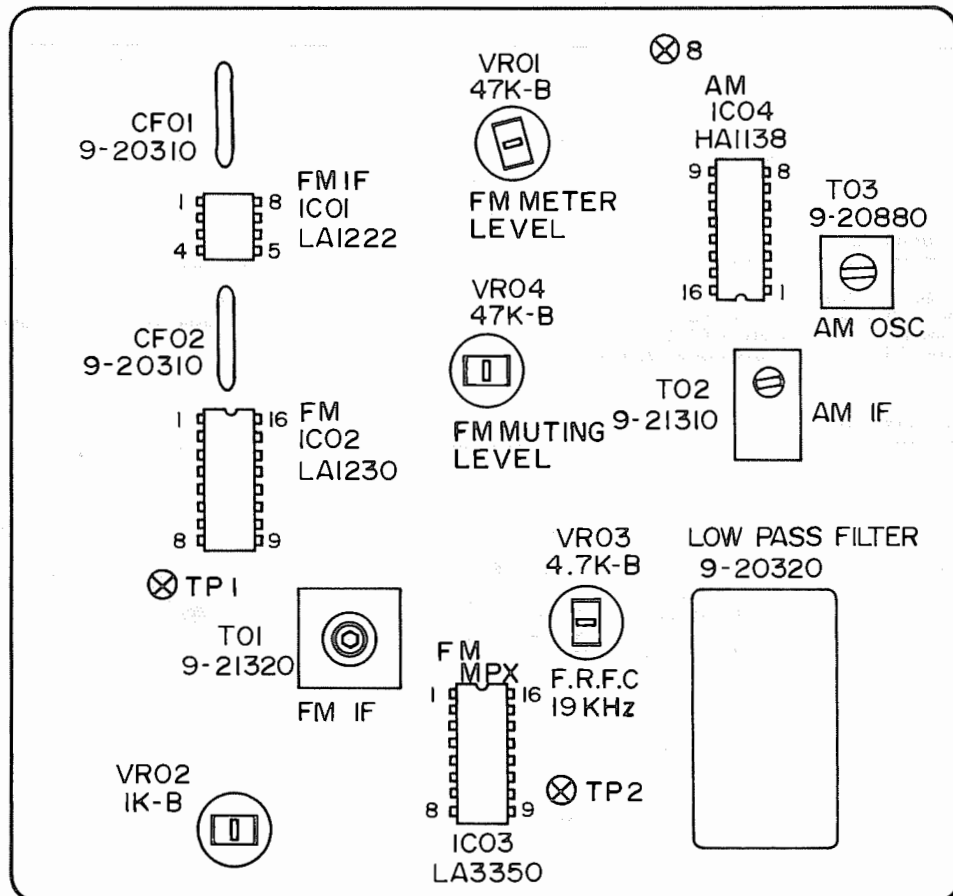 8
VR01
47K-B
FM METER
LEVEL
AM
IC04
HA1138
9 8
16 1
CF01
9-20310
FM IF
IC01
LA1222
1 8
4 5
T03
9-20880
AM OSC
VR04
47K-B
FM MUTING
LEVEL
CF02
9-20310
T02
9-21310
AM IF
FM
IC02
LA1230
1 16
8 9
TP1
VR03
4.7K-B
F.R.F.C
19KHz
LOW PASS FILTER
9-20320
T01
9-21320
FM IF
FM
MPX
1 16
8 9
IC03
LA3350
TP2
VR02
1K-B